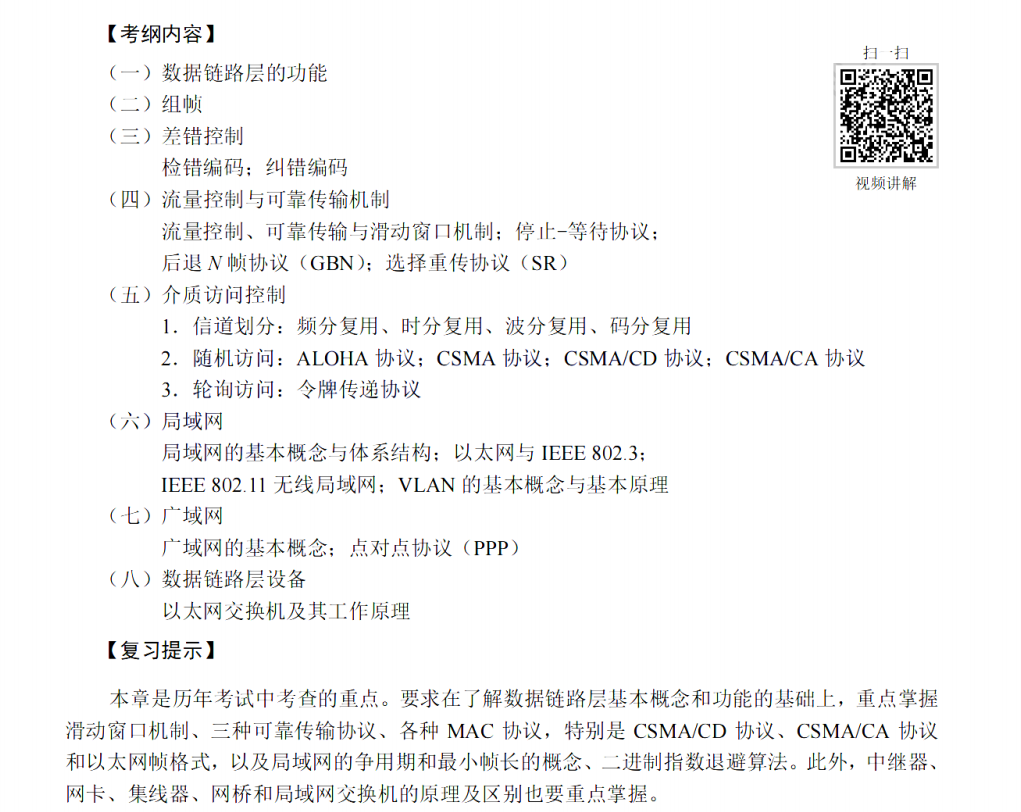 【考纲内容】
扫一扫
（一）数据链路层的功能
（二）组帧
（三）差错控制
检错编码；纠错编码
视频讲解
（四）流量控制与可靠传输机制
流量控制、可靠传输与滑动窗口机制；停止-等待协议；
后退 N 帧协议（GBN）；选择重传协议（SR）
（五）介质访问控制
1．信道划分：频分复用、时分复用、波分复用、码分复用
2．随机访问：ALOHA 协议；CSMA 协议；CSMA/CD 协议；CSMA/CA 协议
3．轮询访问：令牌传递协议
（六）局域网
局域网的基本概念与体系结构；以太网与 IEEE 802.3；
IEEE 802.11 无线局域网；VLAN 的基本概念与基本原理
（七）广域网
广域网的基本概念；点对点协议（PPP）
（八）数据链路层设备
以太网交换机及其工作原理
【复习提示】
本章是历年考试中考查的重点。要求在了解数据链路层基本概念和功能的基础上，重点掌握
滑动窗口机制、三种可靠传输协议、各种 MAC 协议，特别是 CSMA/CD 协议、CSMA/CA 协议
和以太网帧格式，以及局域网的争用期和最小帧长的概念、二进制指数退避算法。此外，中继器、
网卡、集线器、网桥和局域网交换机的原理及区别也要重点掌握。